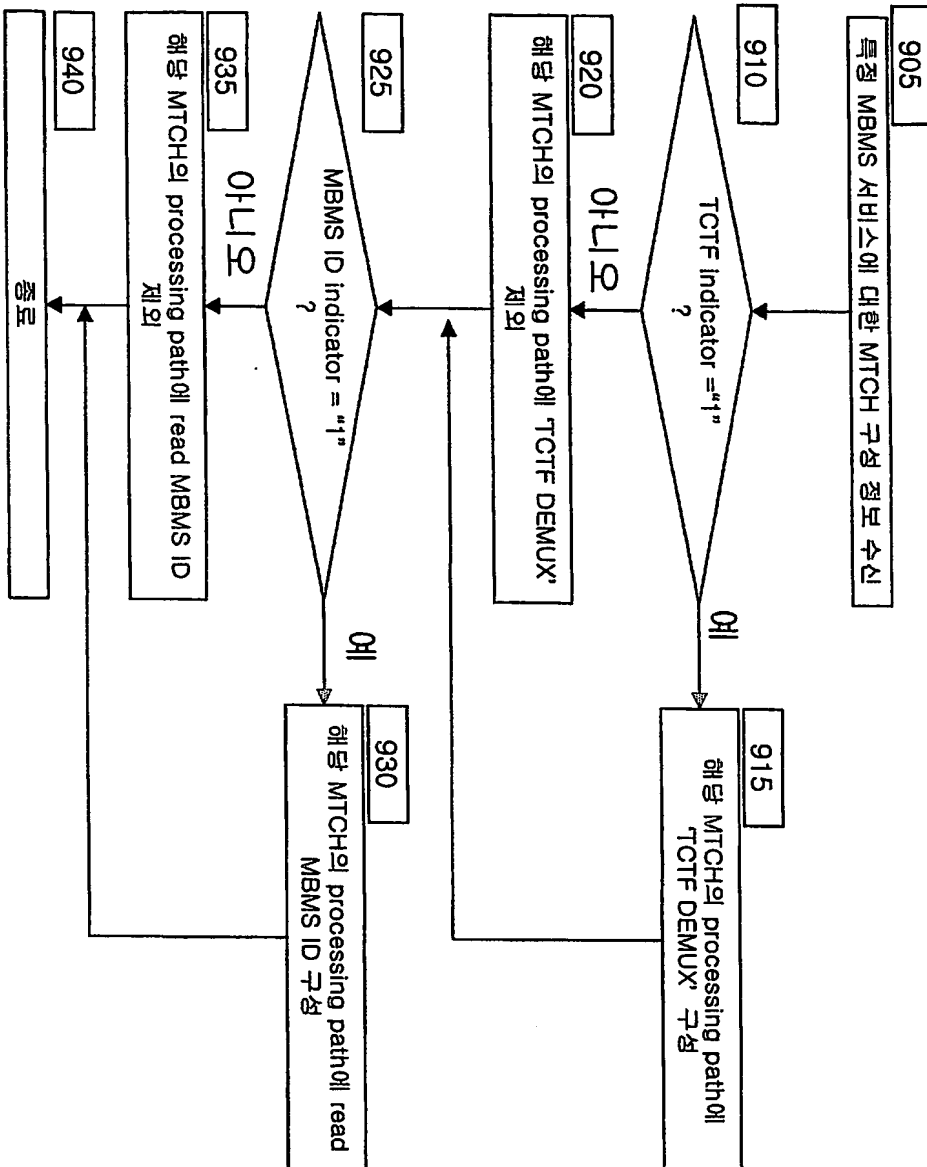 905
특정 MBMS 서비스에 대한 MTCH 구성 정보 수신
910
TCTF indicator ="1"
?
예
915
해당 MTCH의 processing path에
'TCTF DEMUX' 구성
아니오
920
해당 MTCH의 processing path에 'TCTF DEMUX'
제외
925
MBMS ID indicator = "1"
?
예
930
해당 MTCH의 processing path에 read
MBMS ID 구성
아니오
935
해당 MTCH의 processing path에 read MBMS ID
제외
940
종료